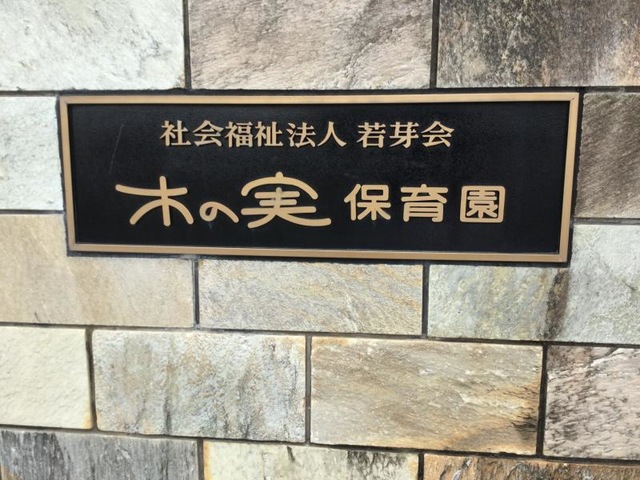 社会福祉法人 若芽会
木の実 保育園